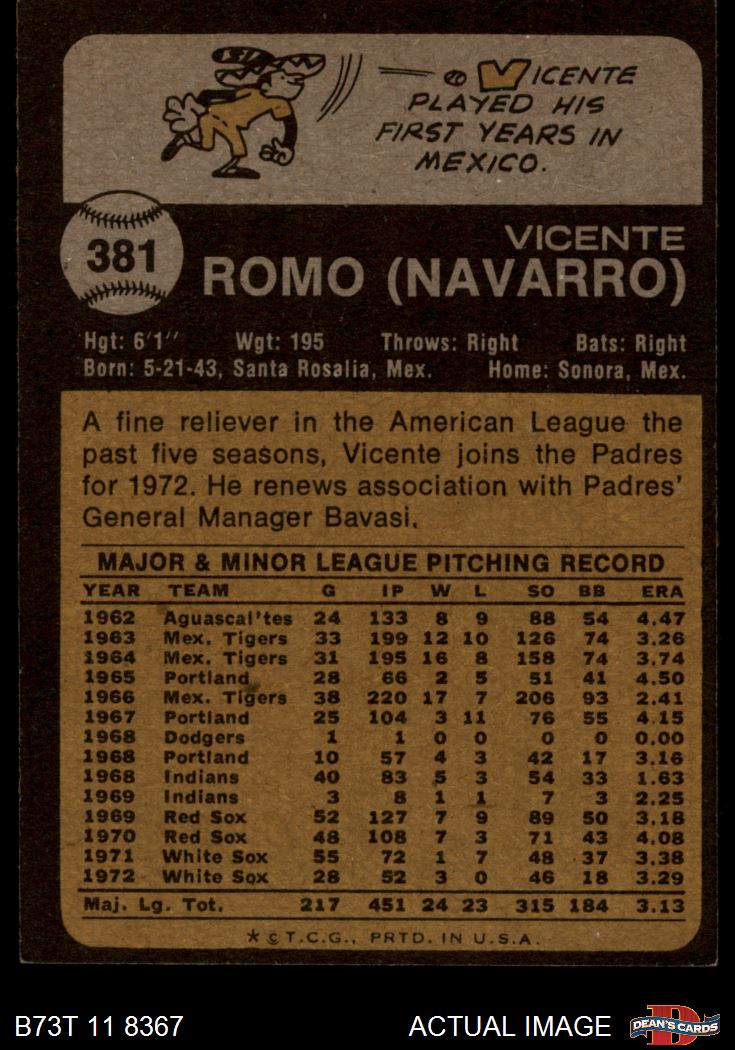 VICENTE
PLAYED HIS
FIRST YEARS IN
MEXICO.
381
VICENTE
ROMO (NAVARRO)
Hgt: 6'1" Wgt: 195 Throws: Right Bats: Right
Born: 5-21-43, Santa Rosalia, Mex. Home: Sonora, Mex.
A fine reliever in the American League the
past five seasons, Vicente joins the Padres
for 1972. He renews association with Padres'
General Manager Bavasi.
MAJOR & MINOR LEAGUE PITCHING RECORD
YEAR TEAM G IP W L SO BB ERA
1962 Aguascal'tes 24 133 8 9 88 54 4.47
1963 Mex. Tigers 33 199 12 10 126 74 3.26
1964 Mex. Tigers 31 195 16 8 158 74 3.74
1965 Portland 28 66 2 5 51 41 4.50
1966 Mex. Tigers 38 220 17 7 206 93 2.41
1967 Portland 25 104 3 11 76 55 4.15
1968 Dodgers 1 1 0 0 0 0 0.00
1968 Portland 10 57 4 3 42 17 3.16
1968 Indians 40 83 5 3 54 33 1.63
1969 Indians 3 8 1 1 7 3 2.25
1969 Red Sox 52 127 7 9 89 50 3.18
1970 Red Sox 48 108 7 3 71 43 4.08
1971 White Sox 55 72 1 7 48 37 3.38
1972 White Sox 28 52 3 0 46 18 3.29
Maj. Lg. Tot. 217 451 24 23 315 184 3.13
* © T.C.G., PRTD. IN U.S.A.
B73T 11 8367 ACTUAL IMAGE D DEAN'S CARDS